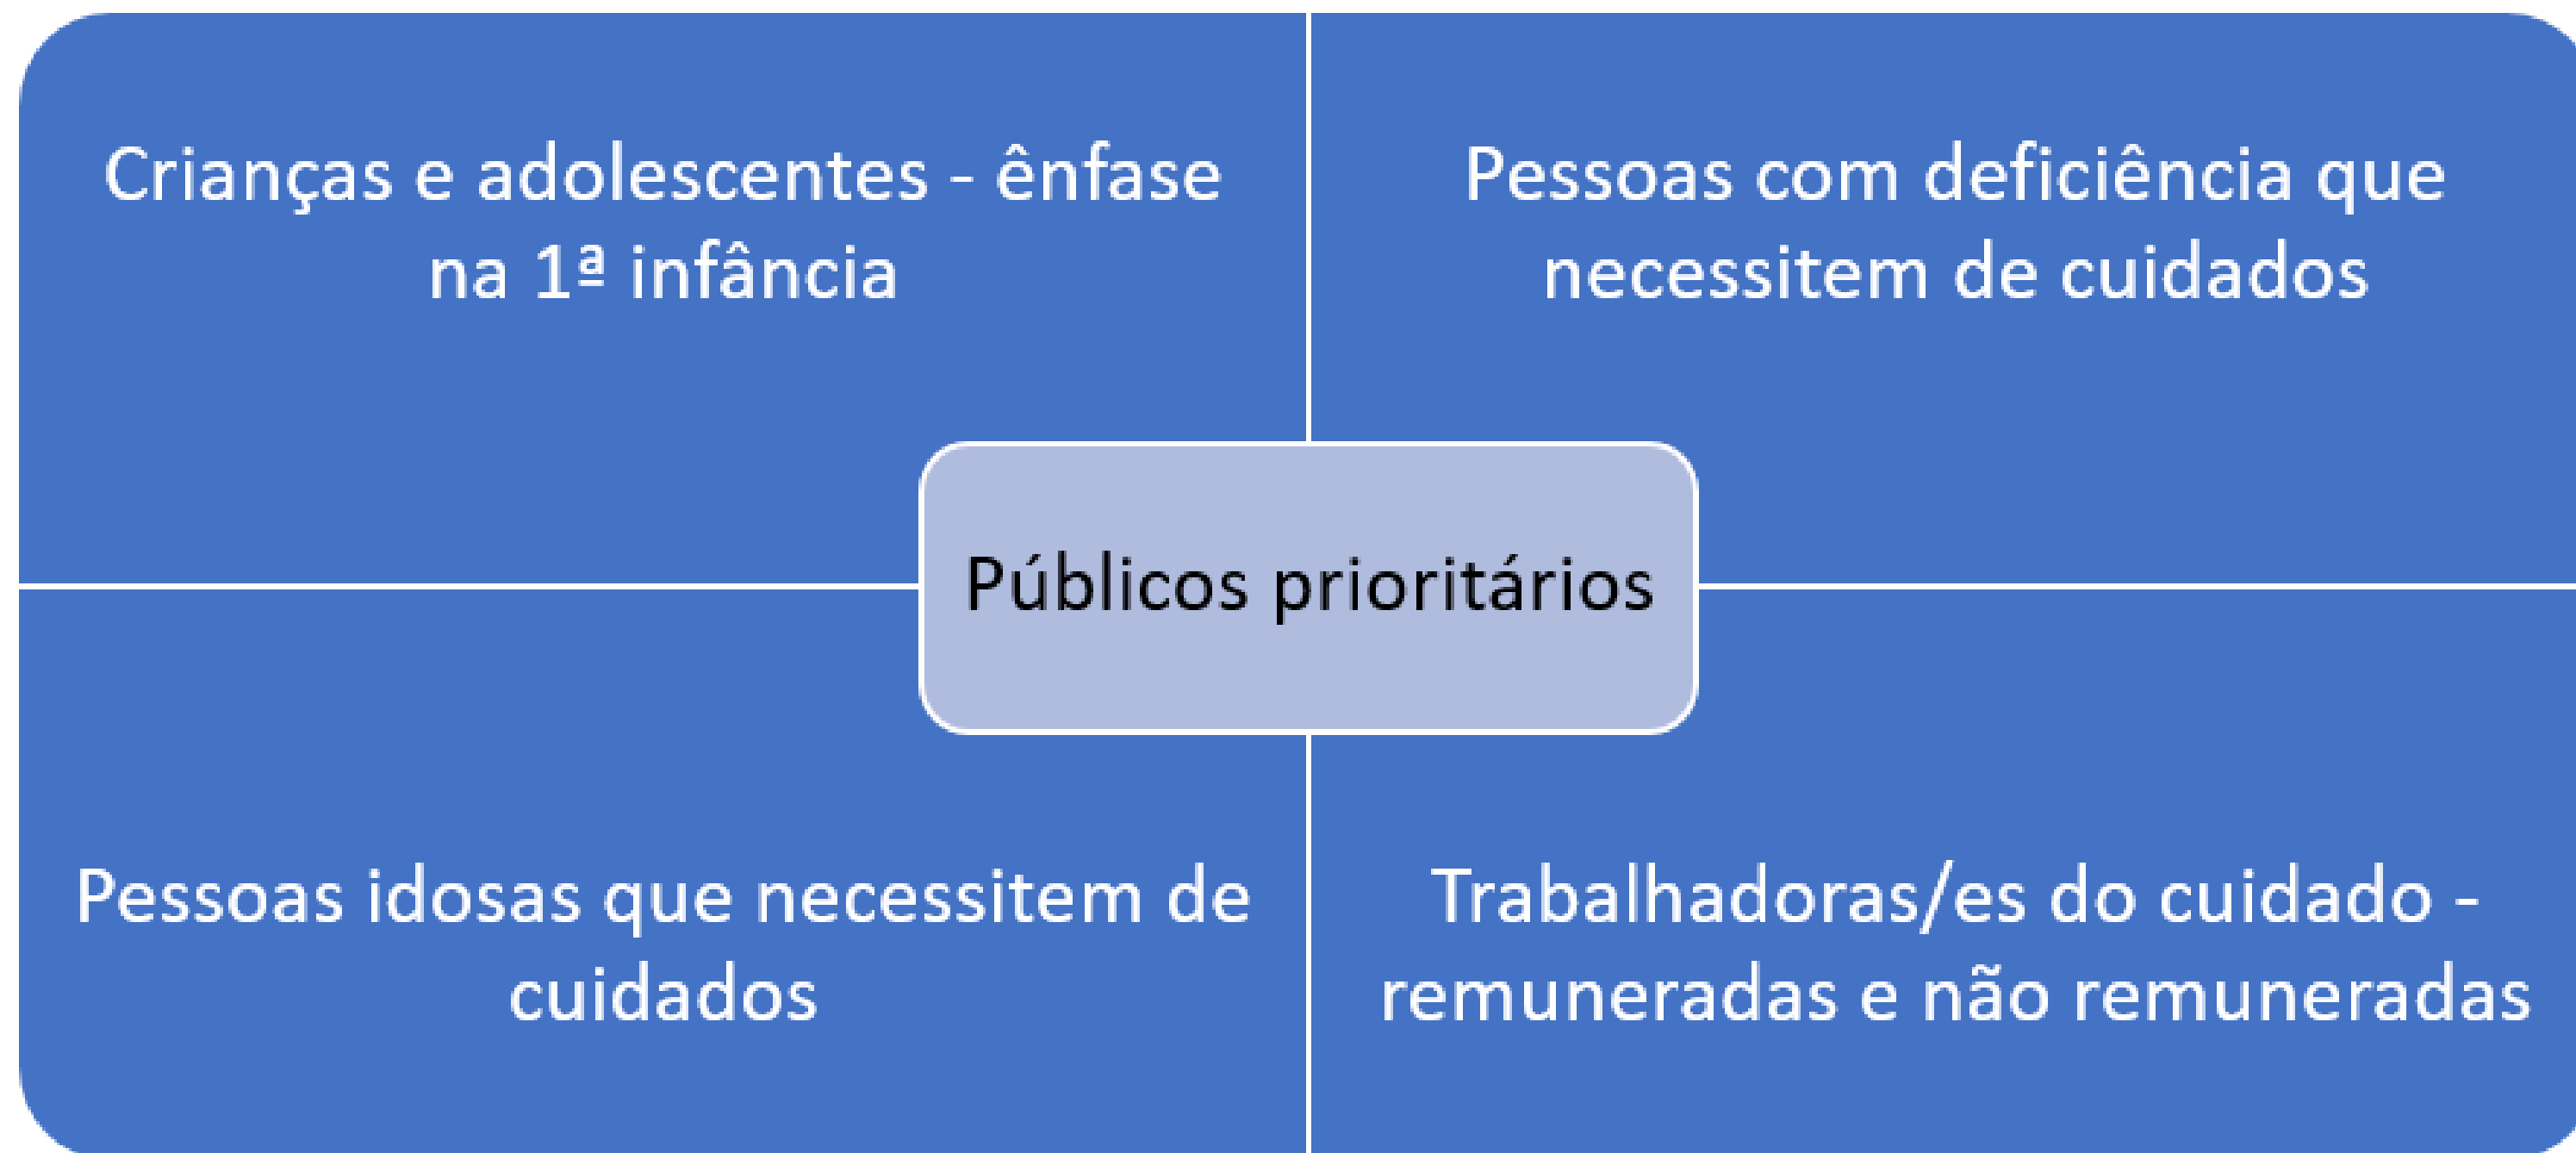 Crianças e adolescentes - ênfase
na 1ª infância
Pessoas com deficiência que
necessitem de cuidados
Públicos prioritários
Pessoas idosas que necessitem de
cuidados
Trabalhadoras/es do cuidado -
remuneradas e não remuneradas